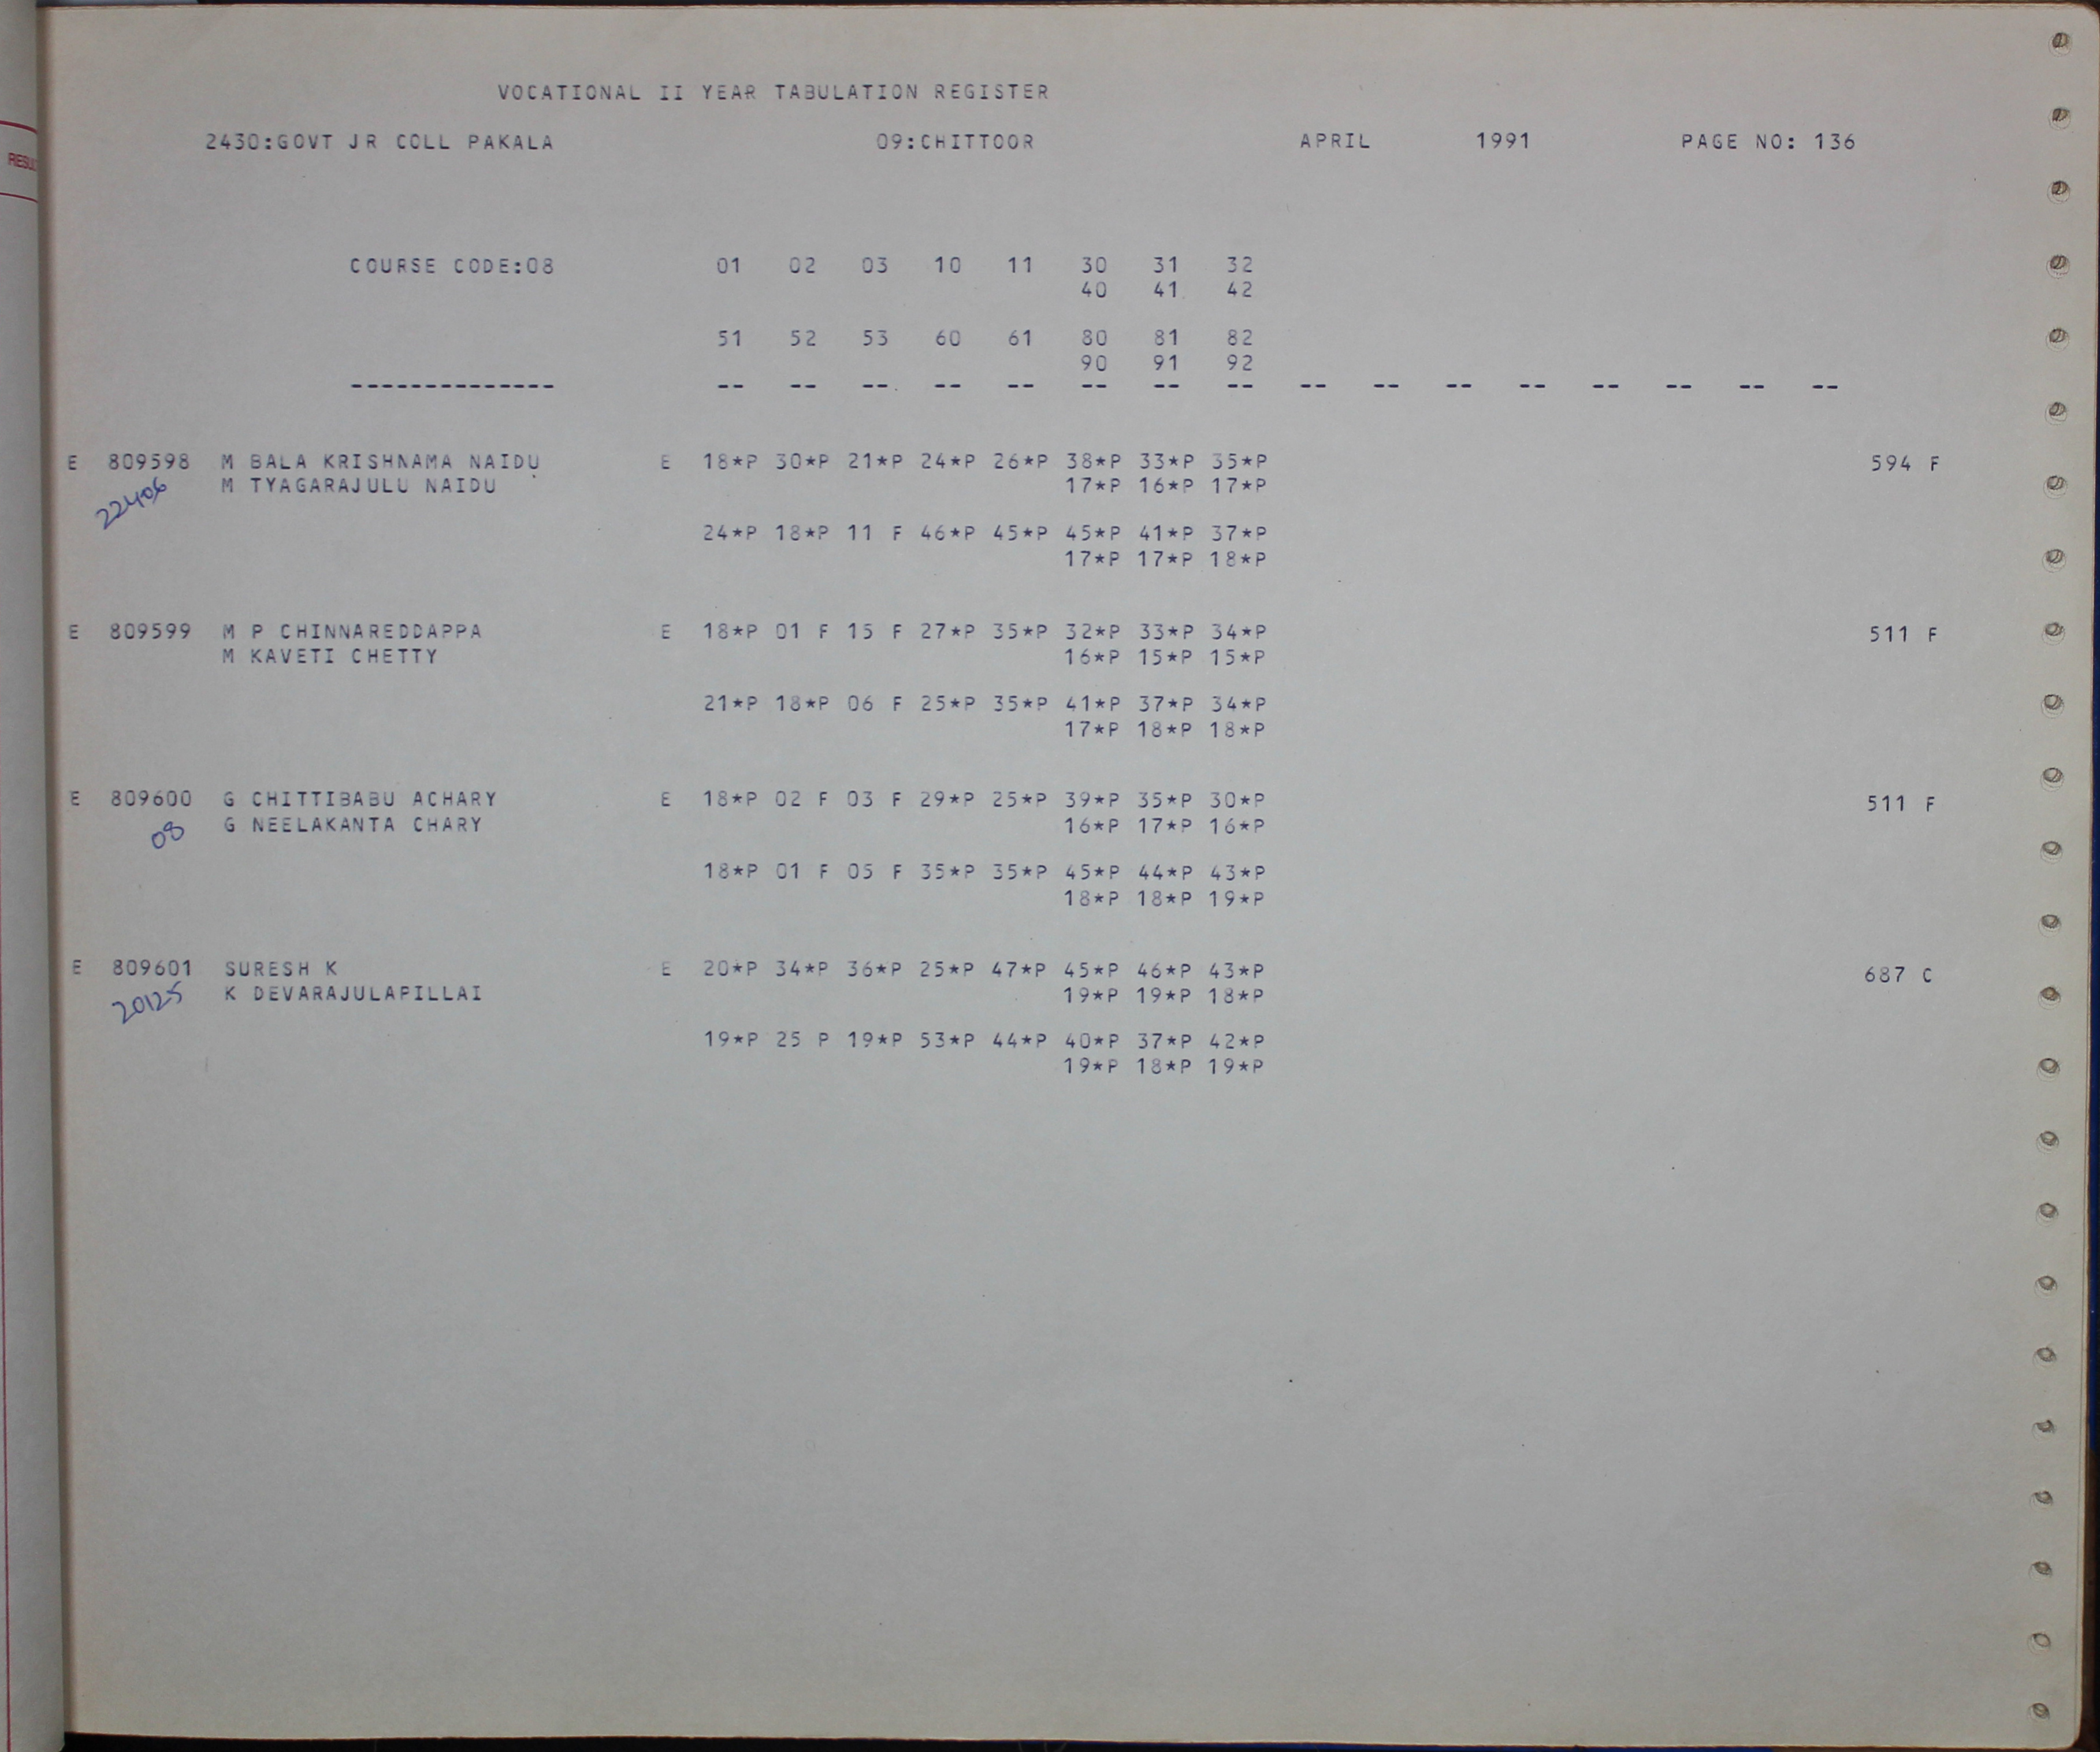 VOCATIONAL II YEAR TABULATION REGISTER
2430:GOVT JR COLL PAKALA 09:CHITTOOR APRIL 1991 PAGE NO: 136
COURSE CODE:08 01 02 03 10 11 30 31 32
40 41 42
51 52 53 60 61 80 81 82
90 91 92
-------------- -- -- -- -- -- -- -- -- -- -- -- -- -- -- -- --
E 809598 M BALA KRISHNAMA NAIDU E 18*P 30*P 21*P 24*P 26*P 38*P 33*P 35*P 594 F
22406 M TYAGARAJULU NAIDU 17*P 16*P 17*P
24*P 18*P 11 F 46*P 45*P 45*P 41*P 37*P
17*P 17*P 18*P
E 809599 M P CHINNAREDDAPPA E 18*P 01 F 15 F 27*P 35*P 32*P 33*P 34*P 511 F
M KAVETI CHETTY 16*P 15*P 15*P
21*P 18*P 06 F 25*P 35*P 41*P 37*P 34*P
17*P 18*P 18*P
E 809600 G CHITTIBABU ACHARY E 18*P 02 F 03 F 29*P 25*P 39*P 35*P 30*P 511 F
08 G NEELAKANTA CHARY 16*P 17*P 16*P
18*P 01 F 05 F 35*P 35*P 45*P 44*P 43*P
18*P 18*P 19*P
E 809601 SURESH K E 20*P 34*P 36*P 25*P 47*P 45*P 46*P 43*P 687 C
20125 K DEVARAJULAPILLAI 19*P 19*P 18*P
19*P 25 P 19*P 53*P 44*P 40*P 37*P 42*P
19*P 18*P 19*P